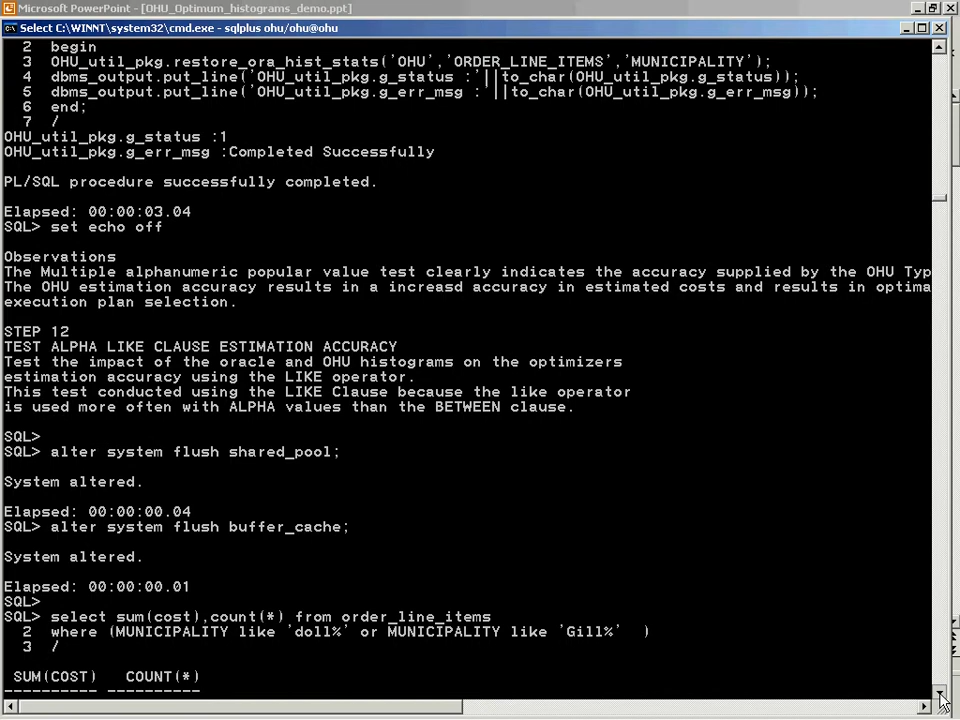 Microsoft PowerPoint - [OHU_Optimum_histograms_demo.ppt]
Select C:\WINNT\system32\cmd.exe - sqlplus ohu/ohu@ohu
2 begin
3 OHU_util_pkg.restore_ora_hist_stats('OHU','ORDER_LINE_ITEMS','MUNICIPALITY');
4 dbms_output.put_line('OHU_util_pkg.g_status :'||to_char(OHU_util_pkg.g_status));
5 dbms_output.put_line('OHU_util_pkg.g_err_msg :'||to_char(OHU_util_pkg.g_err_msg));
6 end;
7 /
OHU_util_pkg.g_status :1
OHU_util_pkg.g_err_msg :Completed Successfully
PL/SQL procedure successfully completed.
Elapsed: 00:00:03.04
SQL> set echo off
Observations
The Multiple alphanumeric popular value test clearly indicates the accuracy supplied by the OHU Typ
The OHU estimation accuracy results in a increasd accuracy in estimated costs and results in optima
execution plan selection.
STEP 12
TEST ALPHA LIKE CLAUSE ESTIMATION ACCURACY
Test the impact of the oracle and OHU histograms on the optimizers
estimation accuracy using the LIKE operator.
This test conducted using the LIKE Clause because the like operator
is used more often with ALPHA values than the BETWEEN clause.
SQL>
SQL> alter system flush shared_pool;
System altered.
Elapsed: 00:00:00.04
SQL> alter system flush buffer_cache;
System altered.
Elapsed: 00:00:00.01
SQL>
SQL> select sum(cost),count(*) from order_line_items
2 where (MUNICIPALITY like 'doll%' or MUNICIPALITY like 'Gill%' )
3 /
SUM(COST) COUNT(*)
---------- ----------